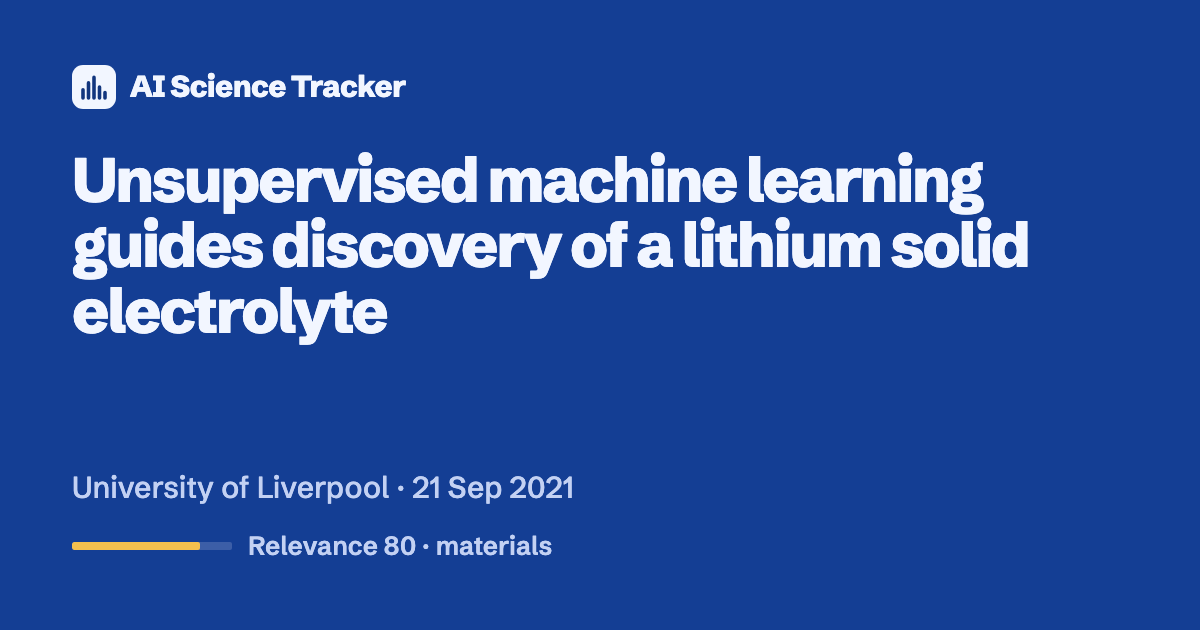 AI Science Tracker
Unsupervised machine learning
guides discovery of a lithium solid
electrolyte
University of Liverpool · 21 Sep 2021
Relevance 80 · materials